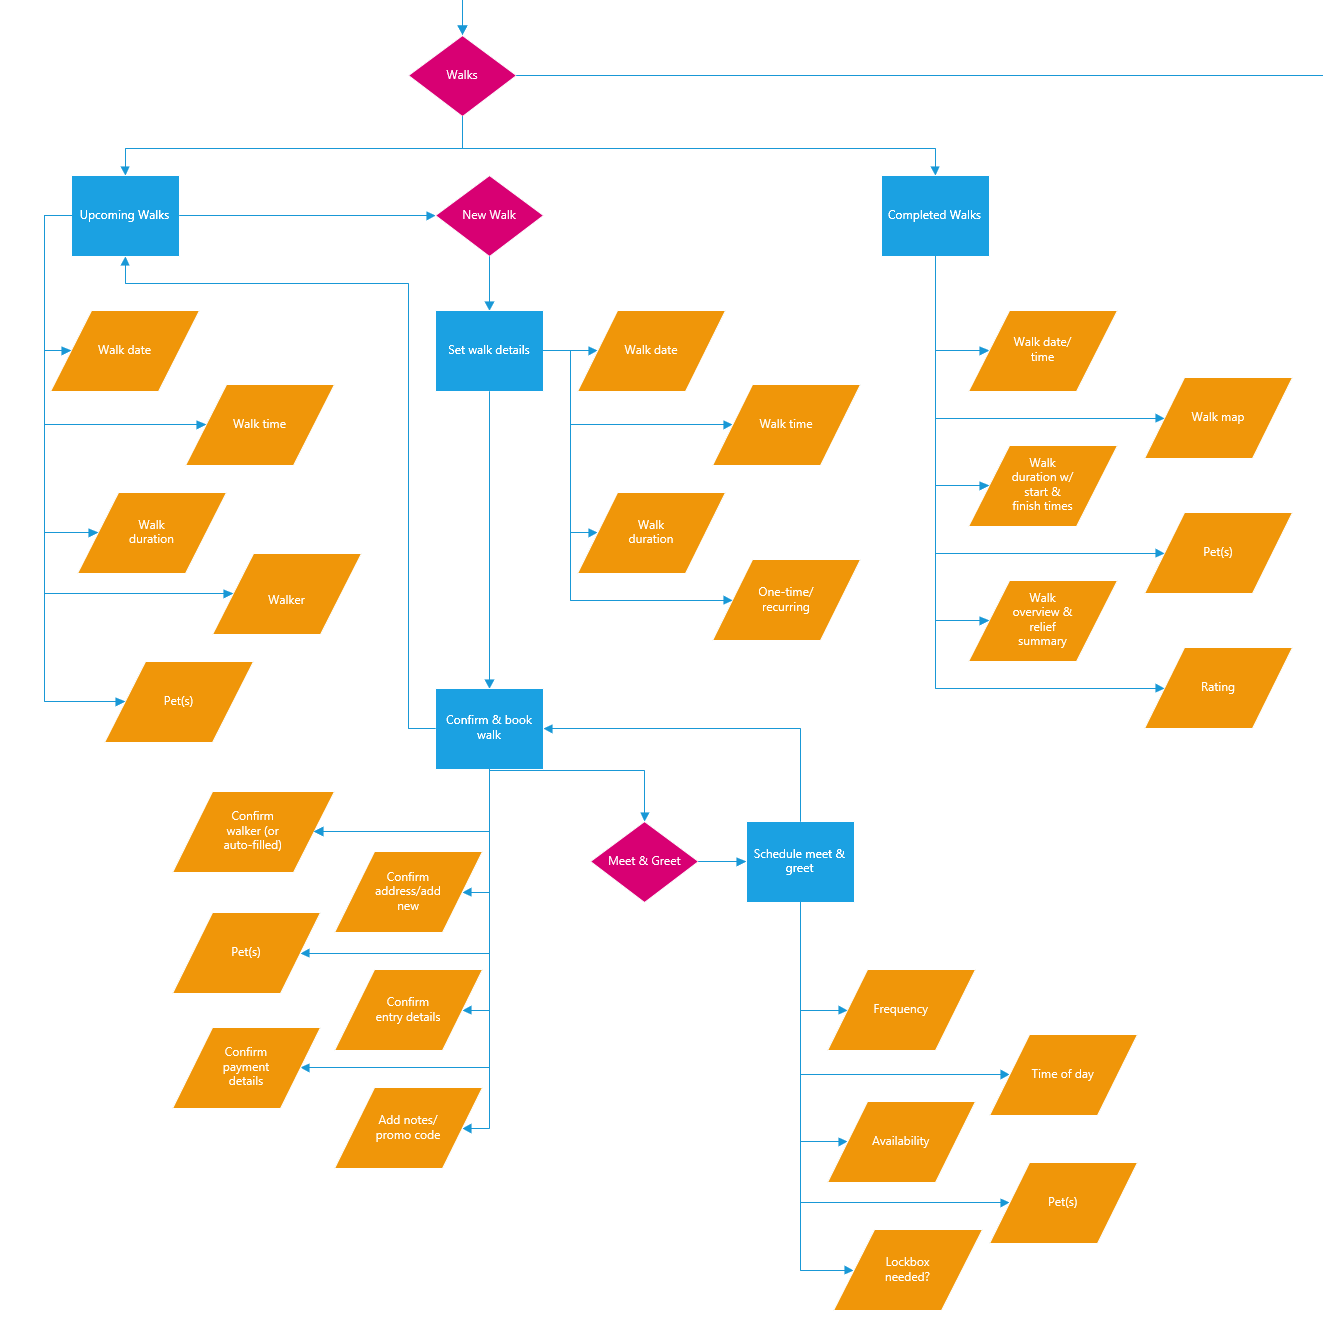 Walks
Upcoming Walks
New Walk
Completed Walks
Walk date
Set walk details
Walk date
Walk date/
time
Walk time
Walk time
Walk map
Walk
duration
Walk
duration
Walk
duration w/
start &
finish times
Walker
One-time/
recurring
Pet(s)
Walk
overview &
relief
summary
Pet(s)
Rating
Confirm & book
walk
Confirm
walker (or
auto-filled)
Meet & Greet
Schedule meet &
greet
Confirm
address/add
new
Pet(s)
Confirm
entry details
Frequency
Confirm
payment
details
Time of day
Add notes/
promo code
Availability
Pet(s)
Lockbox
needed?